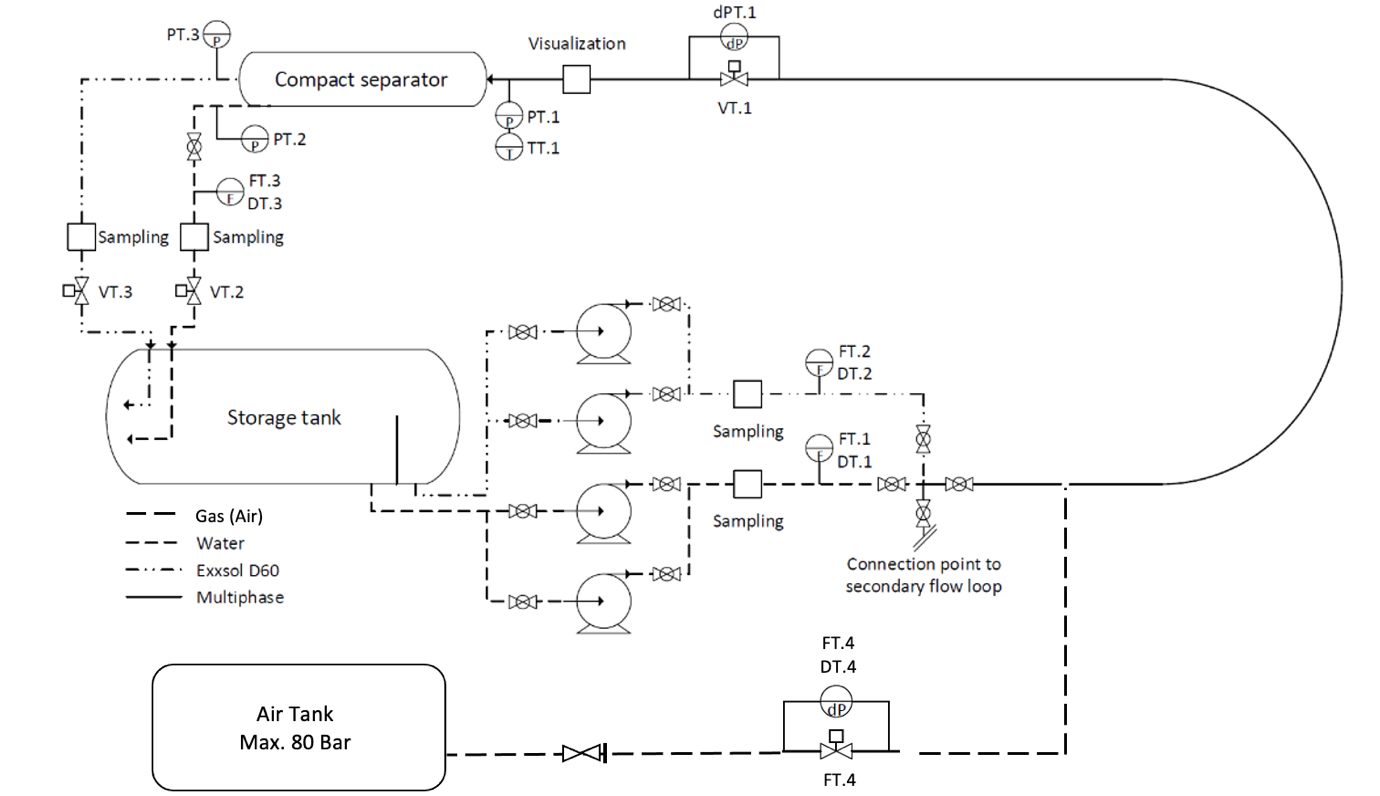 dPT.1
PT.3
P
Visualization
dP
Compact separator
VT.1
P
PT.1
PT.2
P
T
TT.1
FT.3
F
DT.3
Sampling
Sampling
VT.3
VT.2
FT.2
F
DT.2
Storage tank
Sampling
FT.1
F
DT.1
Gas (Air)
Sampling
Water
Connection point to
secondary flow loop
Exxsol D60
Multiphase
FT.4
DT.4
dP
Air Tank
Max. 80 Bar
FT.4